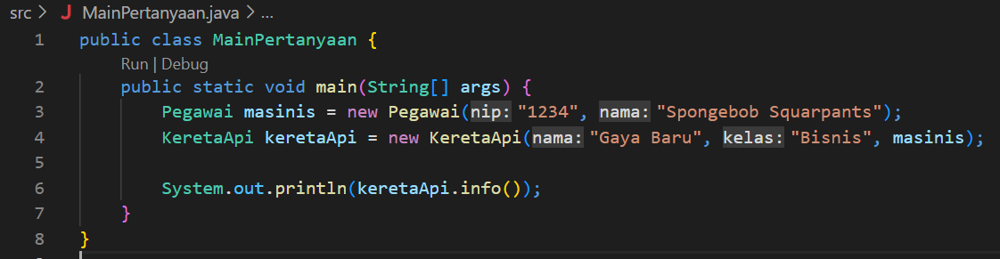 src > J MainPertanyaan.java > ...
1 public class MainPertanyaan {
Run | Debug
2 public static void main(String[] args) {
3 Pegawai masinis = new Pegawai(nip: "1234", nama: "Spongebob Squarpants");
4 KeretaApi keretaApi = new KeretaApi(nama: "Gaya Baru", kelas: "Bisnis", masinis);
5
6 System.out.println(keretaApi.info());
7 }
8 }